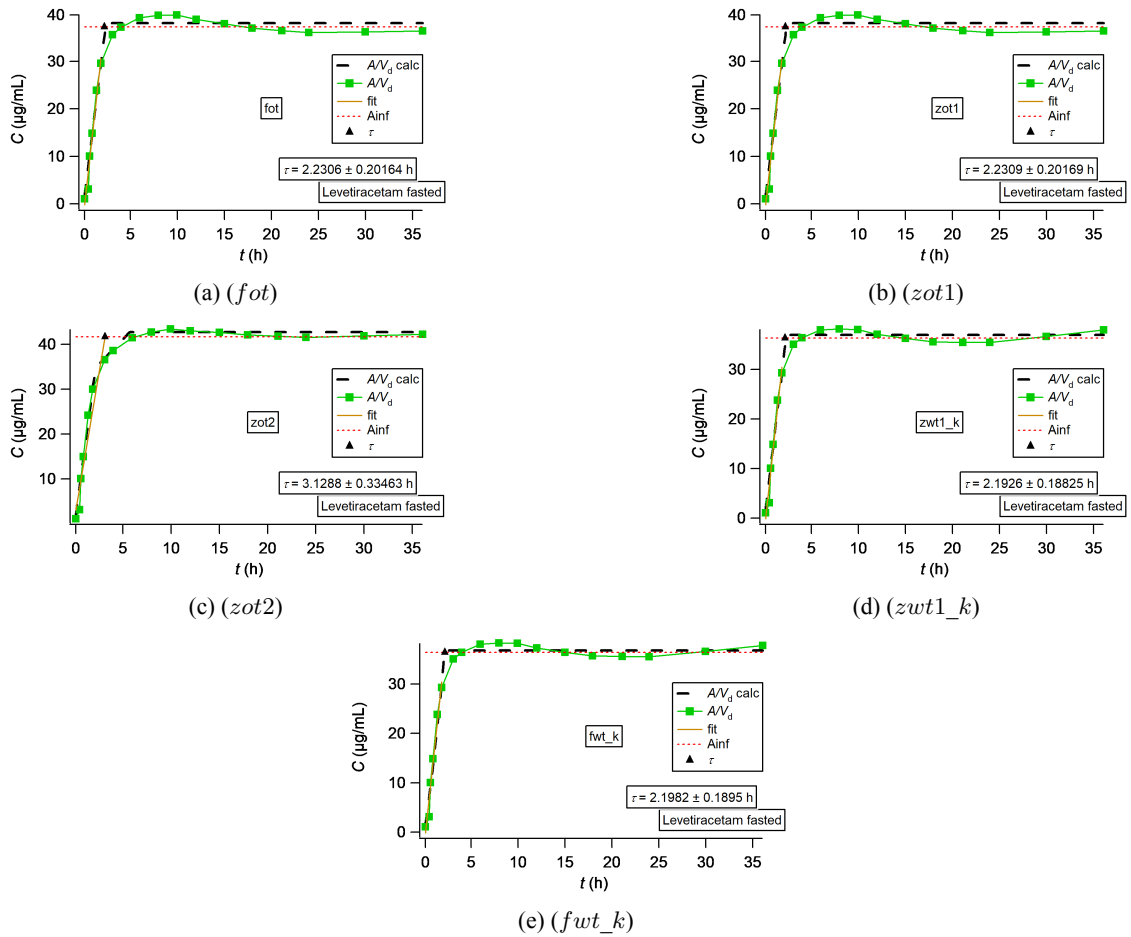 40
30
20
10
0
C (µg/mL)
A/Vd calc
A/Vd
fit
Ainf
τ
fot
τ = 2.2306 ± 0.20164 h
Levetiracetam fasted
0 5 10 15 20 25 30 35
t (h)
(a) (fot)
40
30
20
10
0
C (µg/mL)
A/Vd calc
A/Vd
fit
Ainf
τ
zot1
τ = 2.2309 ± 0.20169 h
Levetiracetam fasted
0 5 10 15 20 25 30 35
t (h)
(b) (zot1)
40
30
20
10
C (µg/mL)
A/Vd calc
A/Vd
fit
Ainf
τ
zot2
τ = 3.1288 ± 0.33463 h
Levetiracetam fasted
0 5 10 15 20 25 30 35
t (h)
(c) (zot2)
30
20
10
0
C (µg/mL)
A/Vd calc
A/Vd
fit
Ainf
τ
zwt1_k
τ = 2.1926 ± 0.18825 h
Levetiracetam fasted
0 5 10 15 20 25 30 35
t (h)
(d) (zwt1_k)
30
20
10
0
C (µg/mL)
A/Vd calc
A/Vd
fit
Ainf
τ
fwt_k
τ = 2.1982 ± 0.1895 h
Levetiracetam fasted
0 5 10 15 20 25 30 35
t (h)
(e) (fwt_k)